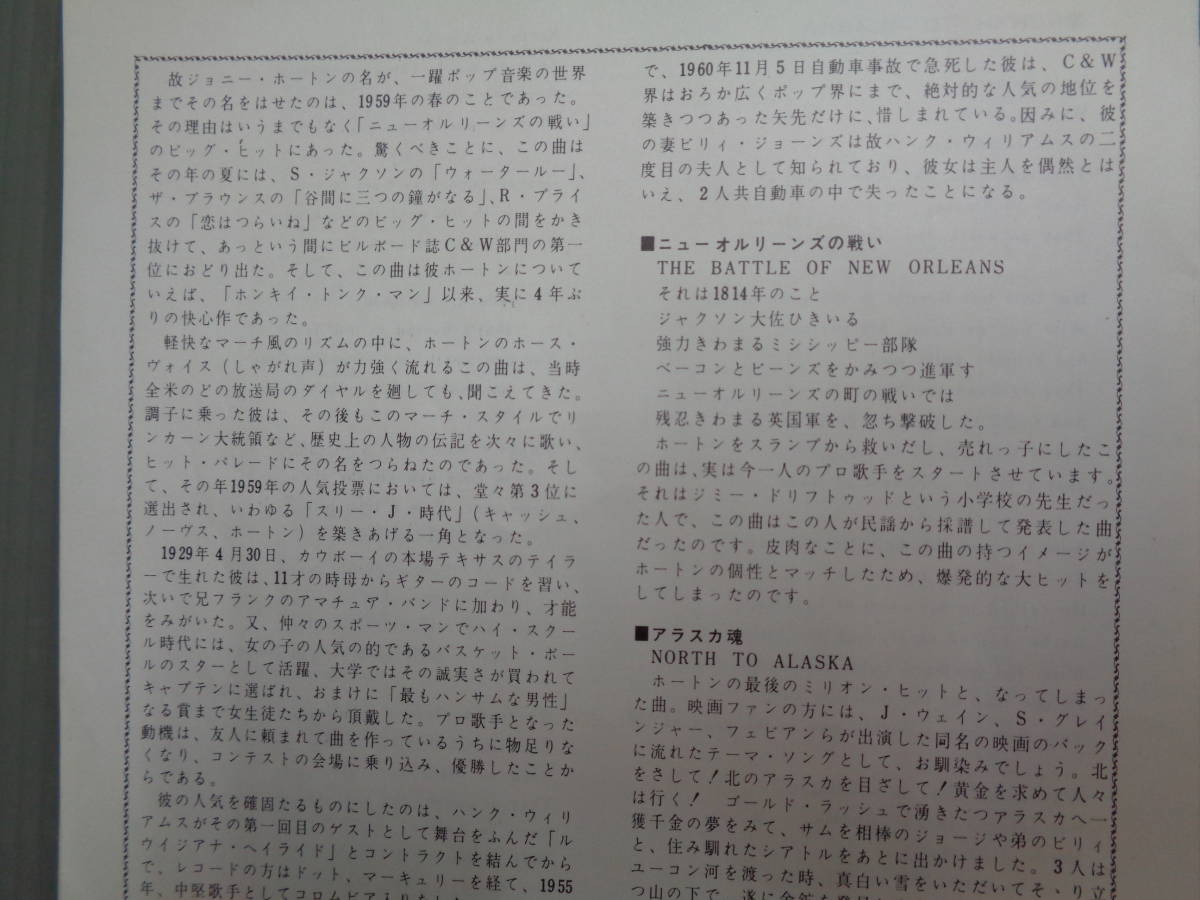 故ジョニー・ホートンの名が、一躍ポップ音楽の世界
までその名をはせたのは、1959年の春のことであった。
その理由はいうまでもなく「ニューオルリーンズの戦い」
のビッグ・ヒットにあった。驚くべきことに、この曲は
その年の夏には、S・ジャクソンの「ウォータールー」、
ザ・ブラウンスの「谷間に三つの鐘がなる」、R・プライ
スの「恋はつらいね」などのビッグ・ヒットの間をかき
抜けて、あっという間にビルボード誌C&W部門の第一
位におどり出た。そして、この曲は彼ホートンについて
いえば、「ホンキイ・トンク・マン」以来、実に4年ぶ
りの快心作であった。
軽快なマーチ風のリズムの中に、ホートンのホース・
ヴォイス(しゃがれ声)が力強く流れるこの曲は、当時
全米のどの放送局のダイヤルを廻しても、聞こえてきた。
調子に乗った彼は、その後もこのマーチ・スタイルでリ
ンカーン大統領など、歴史上の人物の伝記を次々に歌い、
ヒット・パレードにその名をつらねたのであった。そし
て、その年1959年の人気投票においては、堂々第3位に
選出され、いわゆる「スリー・J・時代」(キャッシュ、
ノーヴス、ホートン)を築きあげる一角となった。
1929年4月30日、カウボーイの本場テキサスのテイラ
ーで生れた彼は、11才の時母からギターのコードを習い、
次いで兄フランクのアマチュア・バンドに加わり、才能
をみがいた。又、仲々のスポーツ・マンでハイ・スクー
ル時代には、女の子の人気の的であるバスケット・ボー
ルのスターとして活躍、大学ではその誠実さが買われて
キャプテンに選ばれ、おまけに「最もハンサムな男性」
なる賞まで女生徒たちから頂戴した。プロ歌手となった
動機は、友人に頼まれて曲を作っているうちに物足りな
くなり、コンテストの会場に乗り込み、優勝したことか
らである。
彼の人気を確固たるものにしたのは、ハンク・ウィリ
アムスがその第一回目のゲストとして舞台をふんだ「ル
ウイジアナ・ヘイライド」とコントラクトを結んでから
で、レコードの方はドット、マーキュリーを経て、1955
年、中堅歌手としてコロムビア入り
で、1960年11月5日自動車事故で急死した彼は、C&W
界はおろか広くポップ界にまで、絶対的な人気の地位を
築きつつあった矢先だけに、惜しまれている。因みに、彼
の妻ビリィ・ジョーンズは故ハンク・ウィリアムスの二
度目の夫人として知られており、彼女は主人を偶然とは
いえ、2人共自動車の中で失ったことになる。
■ニューオルリーンズの戦い
THE BATTLE OF NEW ORLEANS
それは1814年のこと
ジャクソン大佐ひきいる
強力きわまるミシシッピー部隊
ベーコンとビーンズをかみつつ進軍す
ニューオルリーンズの町の戦いでは
残忍きわまる英国軍を、忽ち撃破した。
ホートンをスランプから救いだし、売れっ子にしたこ
の曲は、実は今一人のプロ歌手をスタートさせています。
それはジミー・ドリフトゥッドという小学校の先生だっ
た人で、この曲はこの人が民謡から採譜して発表した曲
だったのです。皮肉なことに、この曲の持つイメージが
ホートンの個性とマッチしたため、爆発的な大ヒットを
してしまったのです。
■アラスカ魂
NORTH TO ALASKA
ホートンの最後のミリオン・ヒットと、なってしまっ
た曲。映画ファンの方には、J・ウェイン、S・グレイ
ンジャー、フェビアンらが出演した同名の映画のバック
に流れたテーマ・ソングとして、お馴染みでしょう。北
をさして!北のアラスカを目ざして!黄金を求めて人々
は行く! ゴールド・ラッシュで湧きたつアラスカへ一
獲千金の夢をみて、サムを相棒のジョージや弟のビリィ
と、住み馴れたシアトルをあとに出かけました。3人は
ユーコン河を渡った時、真白い雪をいただいてそゝり立
つ山の下で、遂に金鉱を発見